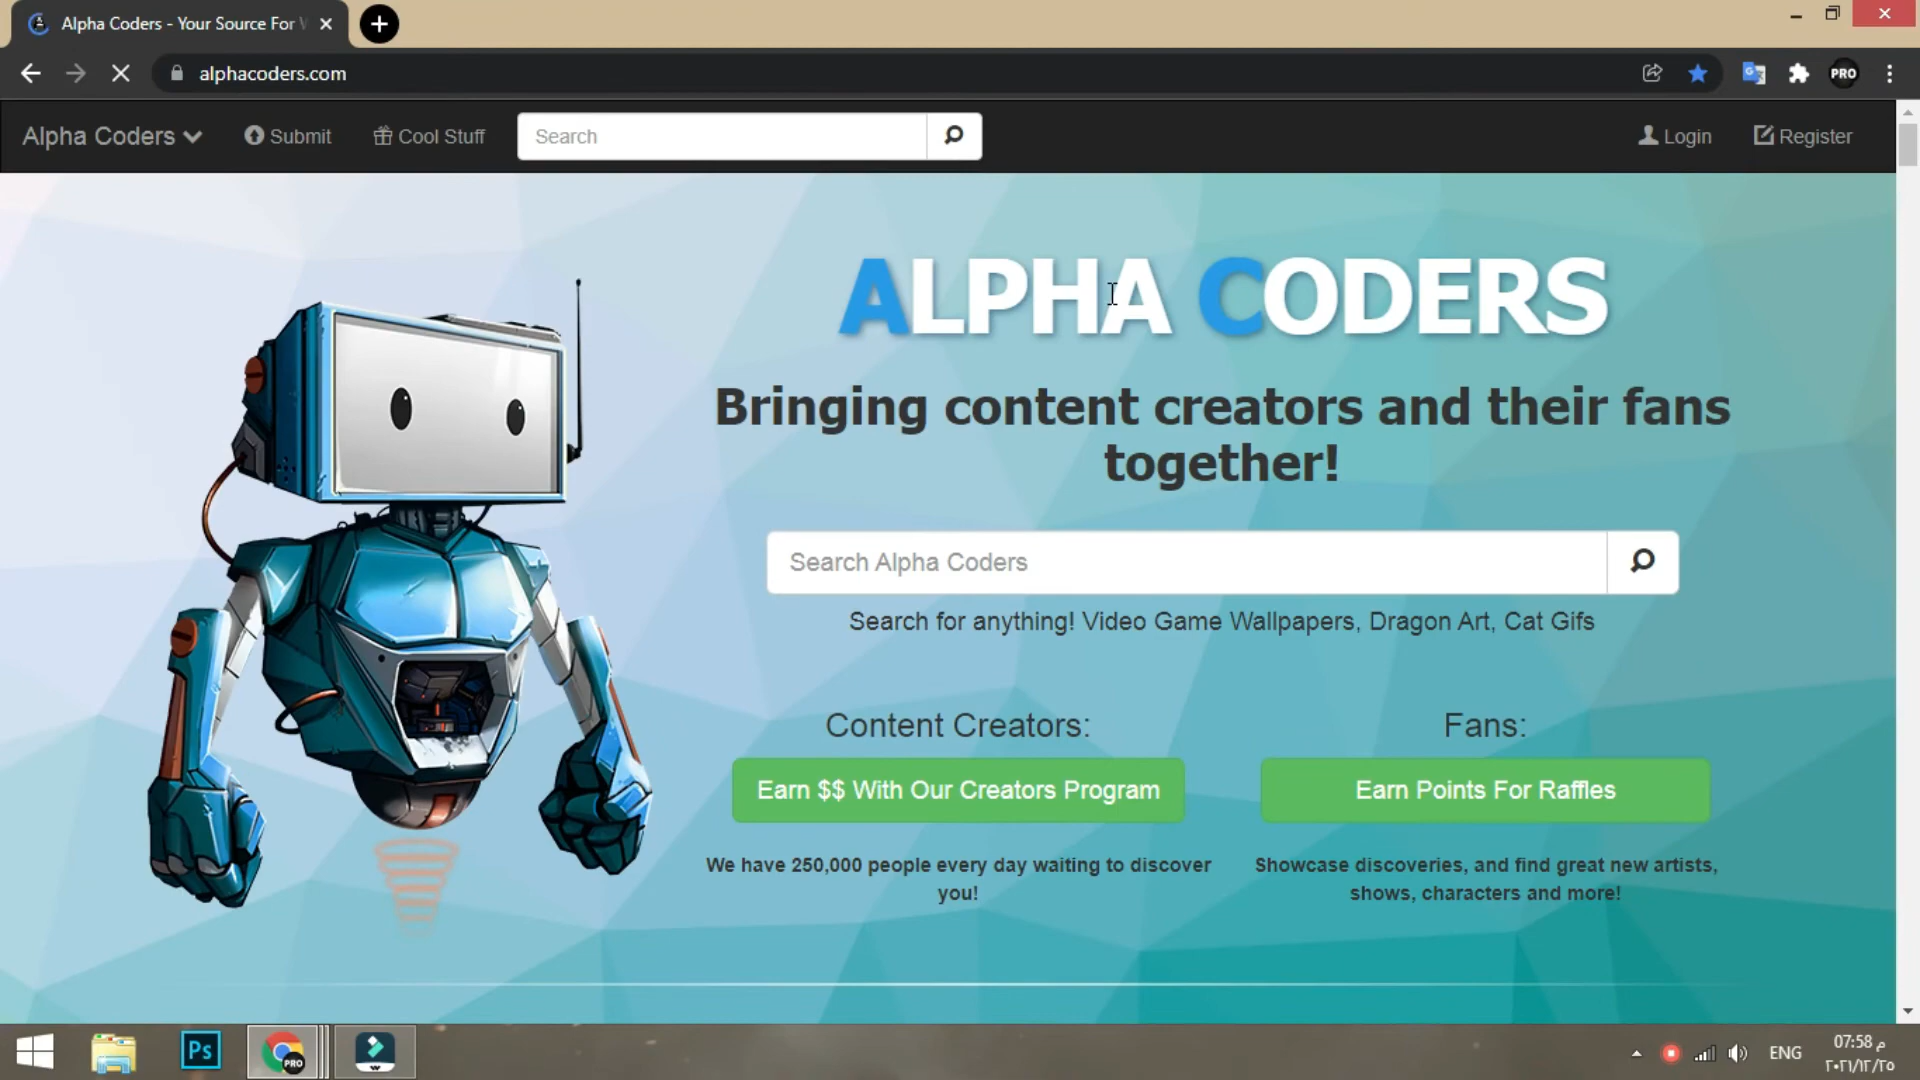 Alpha Coders - Your Source For
alphacoders.com
PRO
Alpha Coders
Submit
Cool Stuff
Search
Login
Register
ALPHA CODERS
Bringing content creators and their fans
together!
Search Alpha Coders
Search for anything! Video Game Wallpapers, Dragon Art, Cat Gifs
Content Creators:
Fans:
Earn $$ With Our Creators Program
Earn Points For Raffles
We have 250,000 people every day waiting to discover
you!
Showcase discoveries, and find great new artists,
shows, characters and more!
Ps
PRO
ENG
07:58 م
٢٠٢١/١٢/٢٥